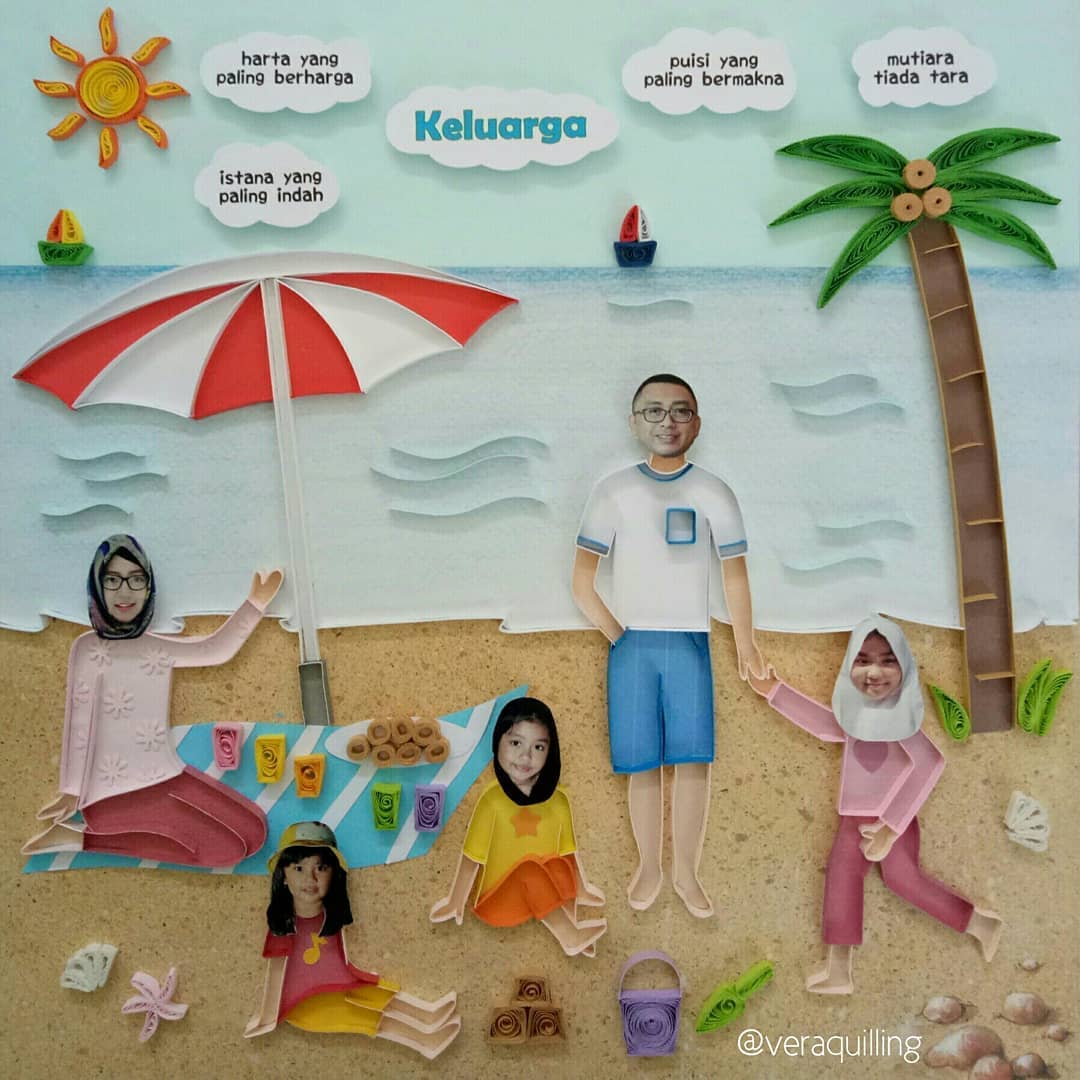 harta yang
paling berharga
istana yang
paling indah
Keluarga
puisi yang
paling bermakna
mutiara
tiada tara
@veraquilling